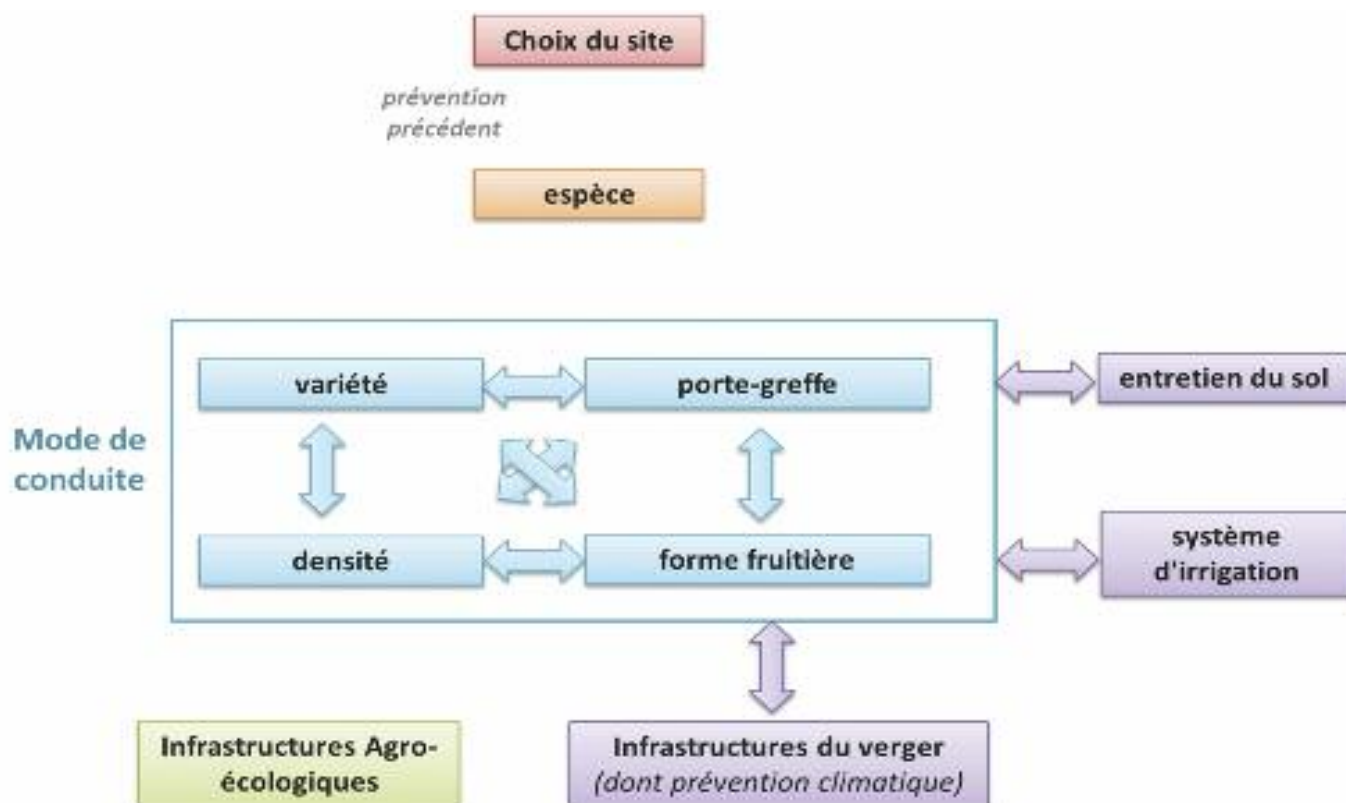 Choix du site
prévention
précédent
espèce
variété
porte-greffe
entretien du sol
Mode de
conduite
densité
forme fruitière
système
d'irrigation
Infrastructures Agro-
écologiques
Infrastructures du verger
(dont prévention climatique)